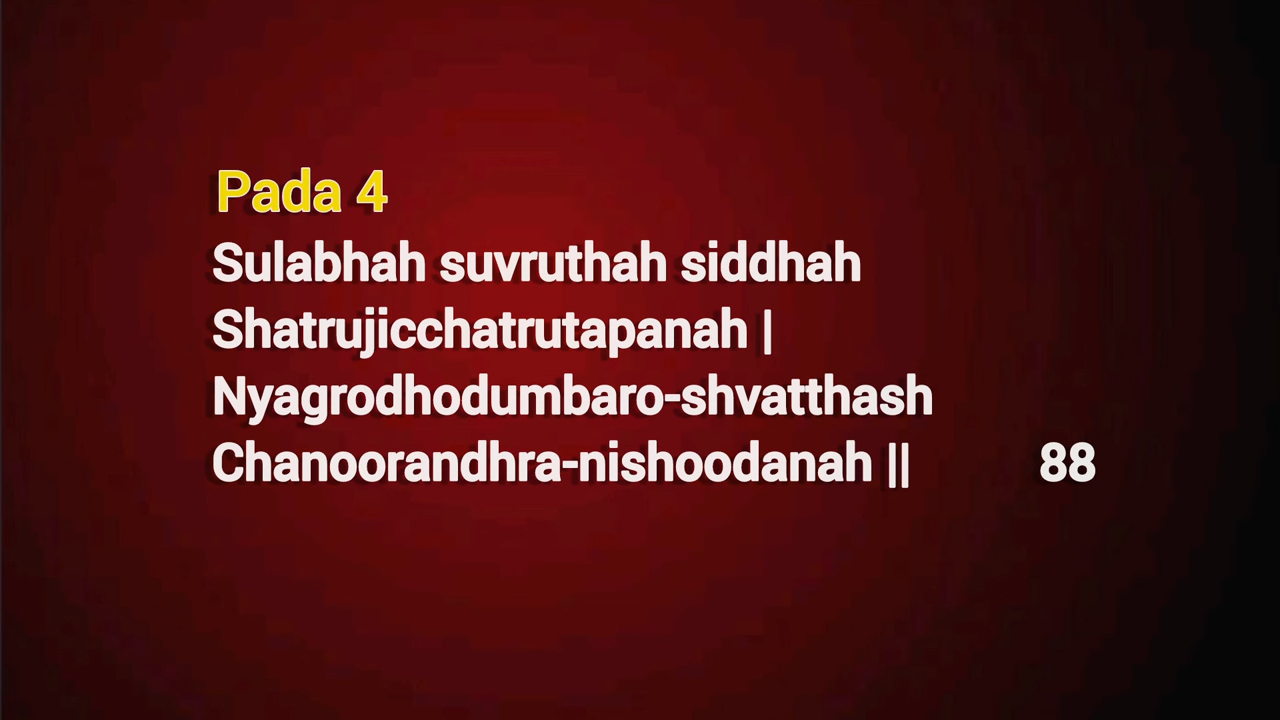 Pada 4
Sulabhah suvruthah siddhah
Shatrujicchatrutapanah |
Nyagrodhodumbaro-shvatthash
Chanoorandhra-nishoodanah || 88